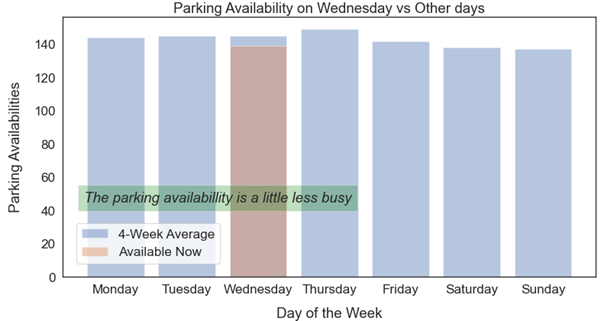 Parking Availability on Wednesday vs Other days
Parking Availabilities
140
120
100
80
60
40
20
0
The parking availabillity is a little less busy
4-Week Average
Available Now
Monday Tuesday Wednesday Thursday Friday Saturday Sunday
Day of the Week